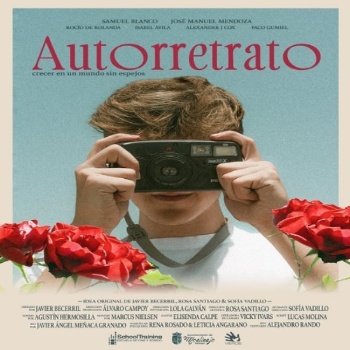 SAMUEL BLANCO JOSÉ MANUEL MENDOZA
ROCÍO DE ROLANDA ISABEL ÁVILA ALEXANDER J COX PACO GUMIEL
Autorretrato
crecer en un mundo sin espejos
IDEA ORIGINAL DE JAVIER BECERRIL, ROSA SANTIAGO & SOFÍA VADILLO
JAVIER BECERRIL ÁLVARO CAMPOY LOLA GALVÁN ROSA SANTIAGO SOFÍA VADILLO
AGUSTÍN HERMOSILLA MARCUS NIELSEN ELISENDA CALPE VICKY IVARS LUCAS MOLINA
JAVIER ÁNGEL MEÑACA GRANADO RENA ROSADO & LETICIA ANGARANO ALEJANDRO RANDO